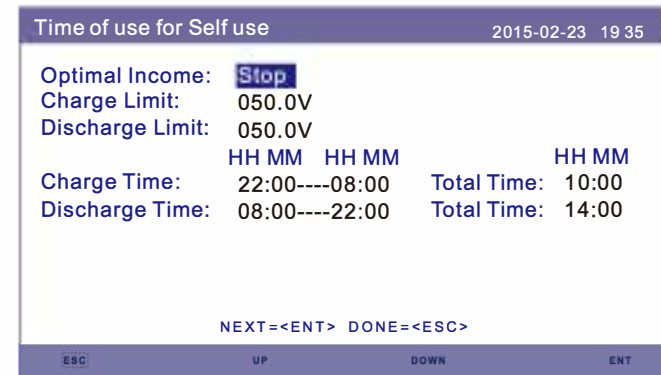 Time of use for Self use 2015-02-23 19 35
Optimal Income: Stop
Charge Limit: 050.0V
Discharge Limit: 050.0V
HH MM HH MM HH MM
Charge Time: 22:00----08:00 Total Time: 10:00
Discharge Time: 08:00----22:00 Total Time: 14:00
NEXT=<ENT> DONE=<ESC>
ESC UP DOWN ENT